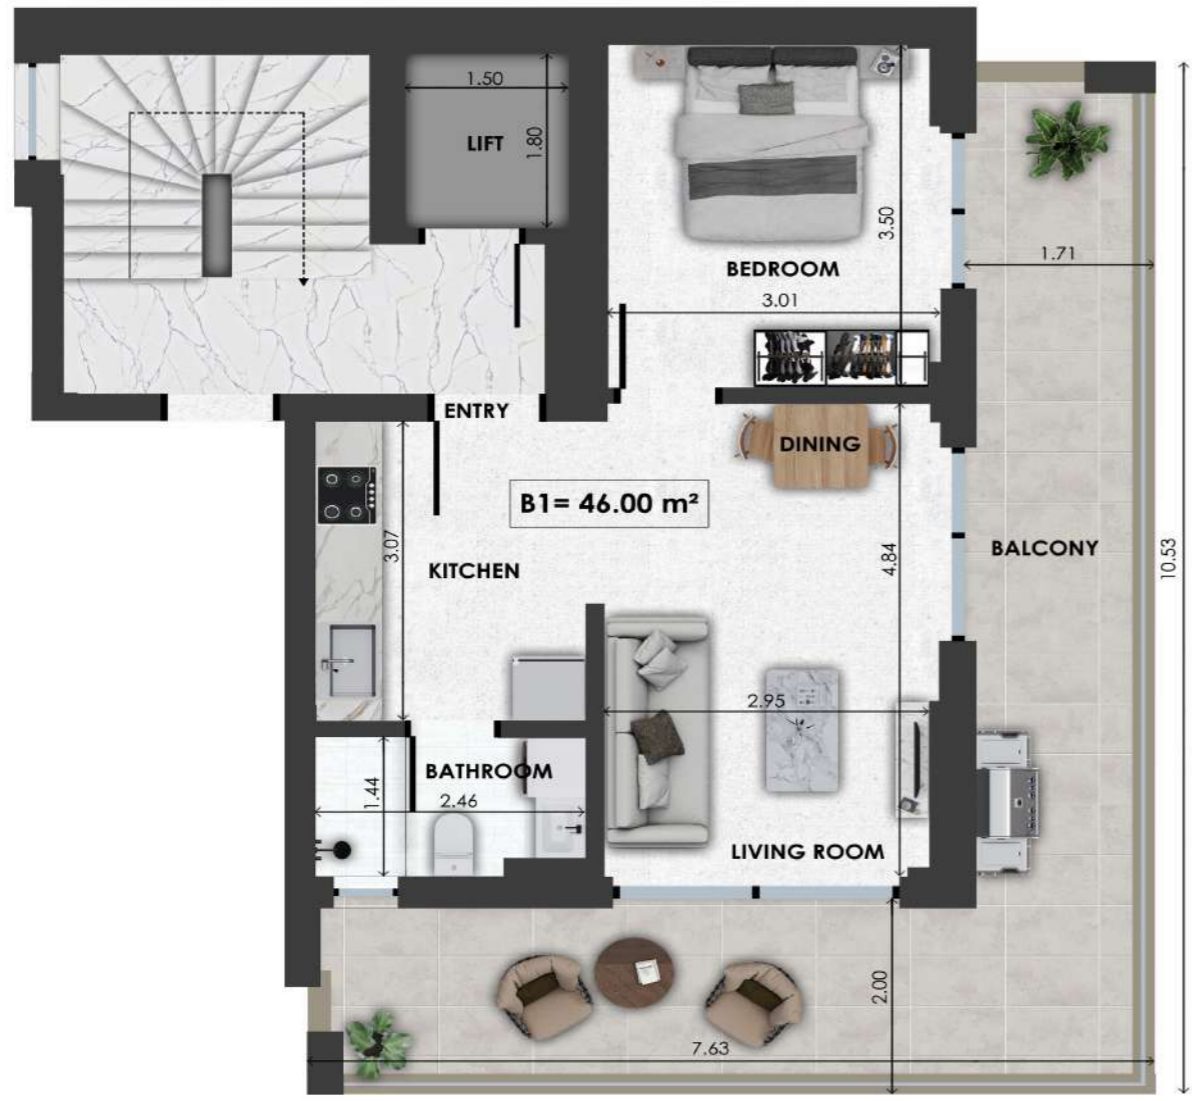 1.50
LIFT
1.80
3.50
1.71
BEDROOM
3.01
ENTRY
DINING
B1= 46.00 m²
3.07
KITCHEN
4.84
BALCONY
10.53
2.95
BATHROOM
1.44
2.46
LIVING ROOM
2.00
7.63